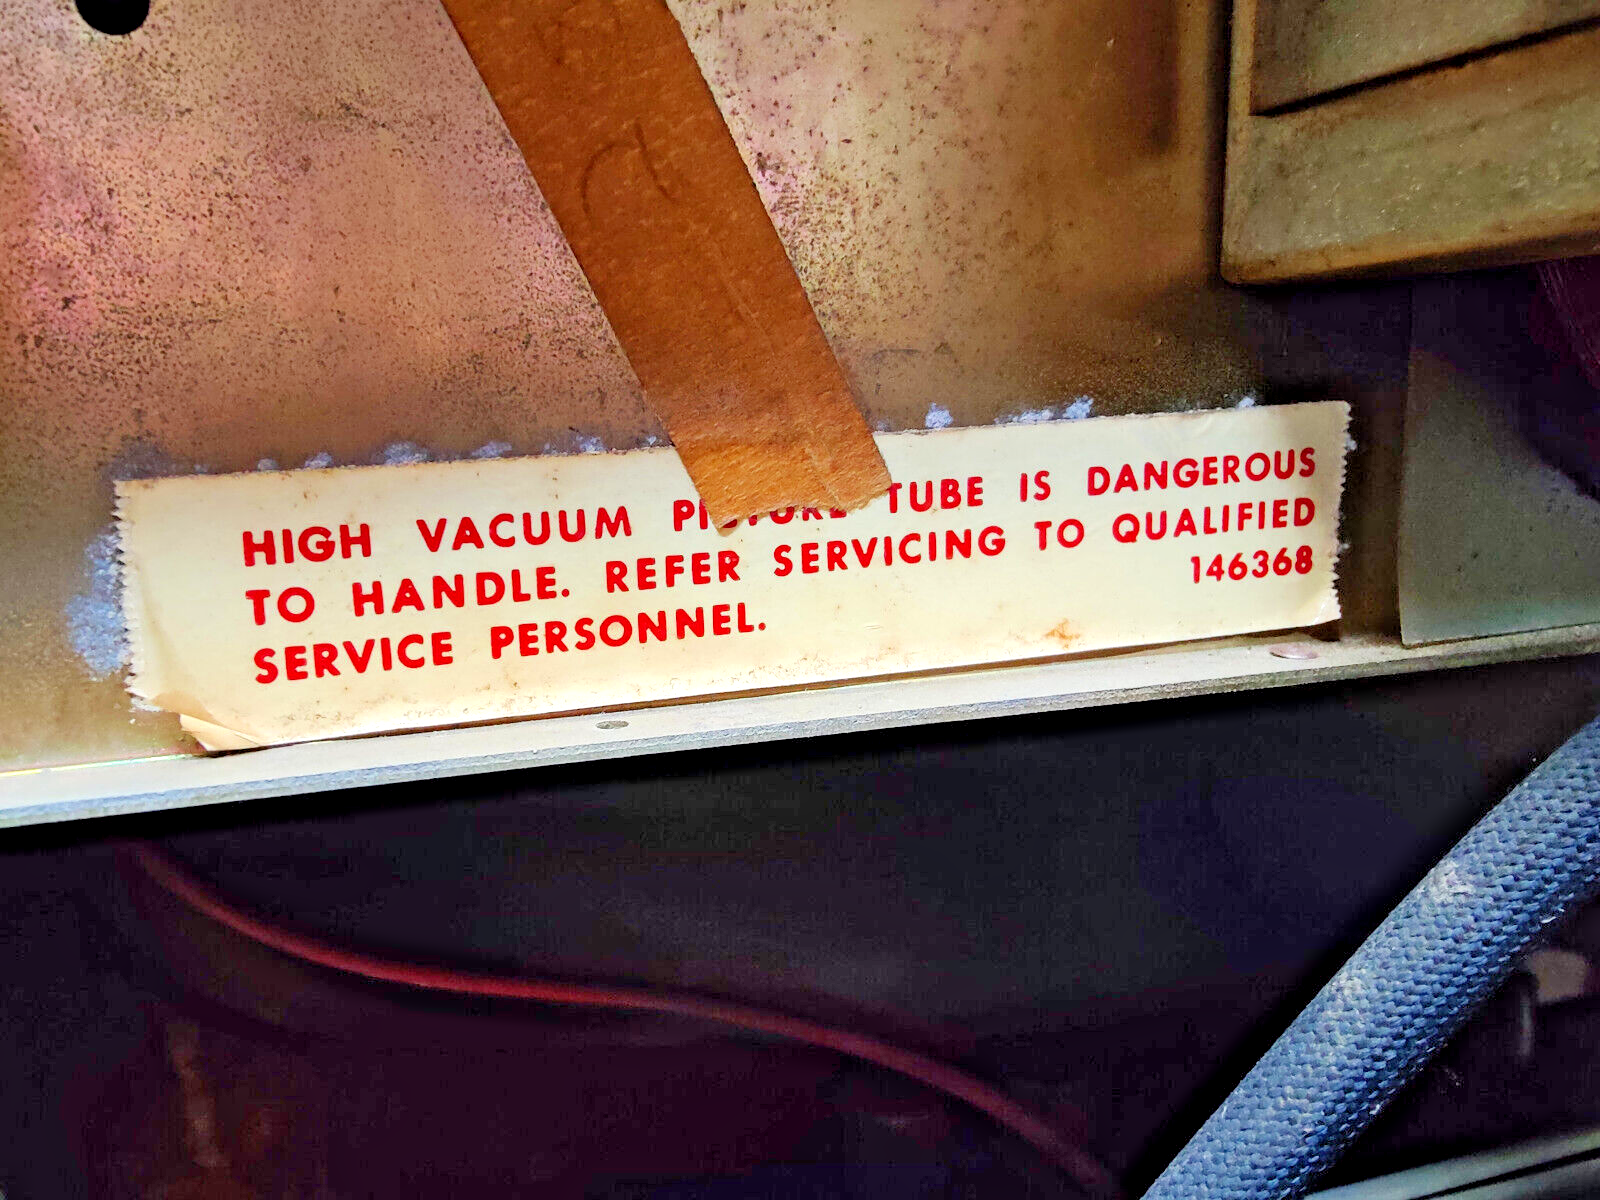 HIGH VACUUM PICTURE TUBE IS DANGEROUS
TO HANDLE. REFER SERVICING TO QUALIFIED
SERVICE PERSONNEL.
146368